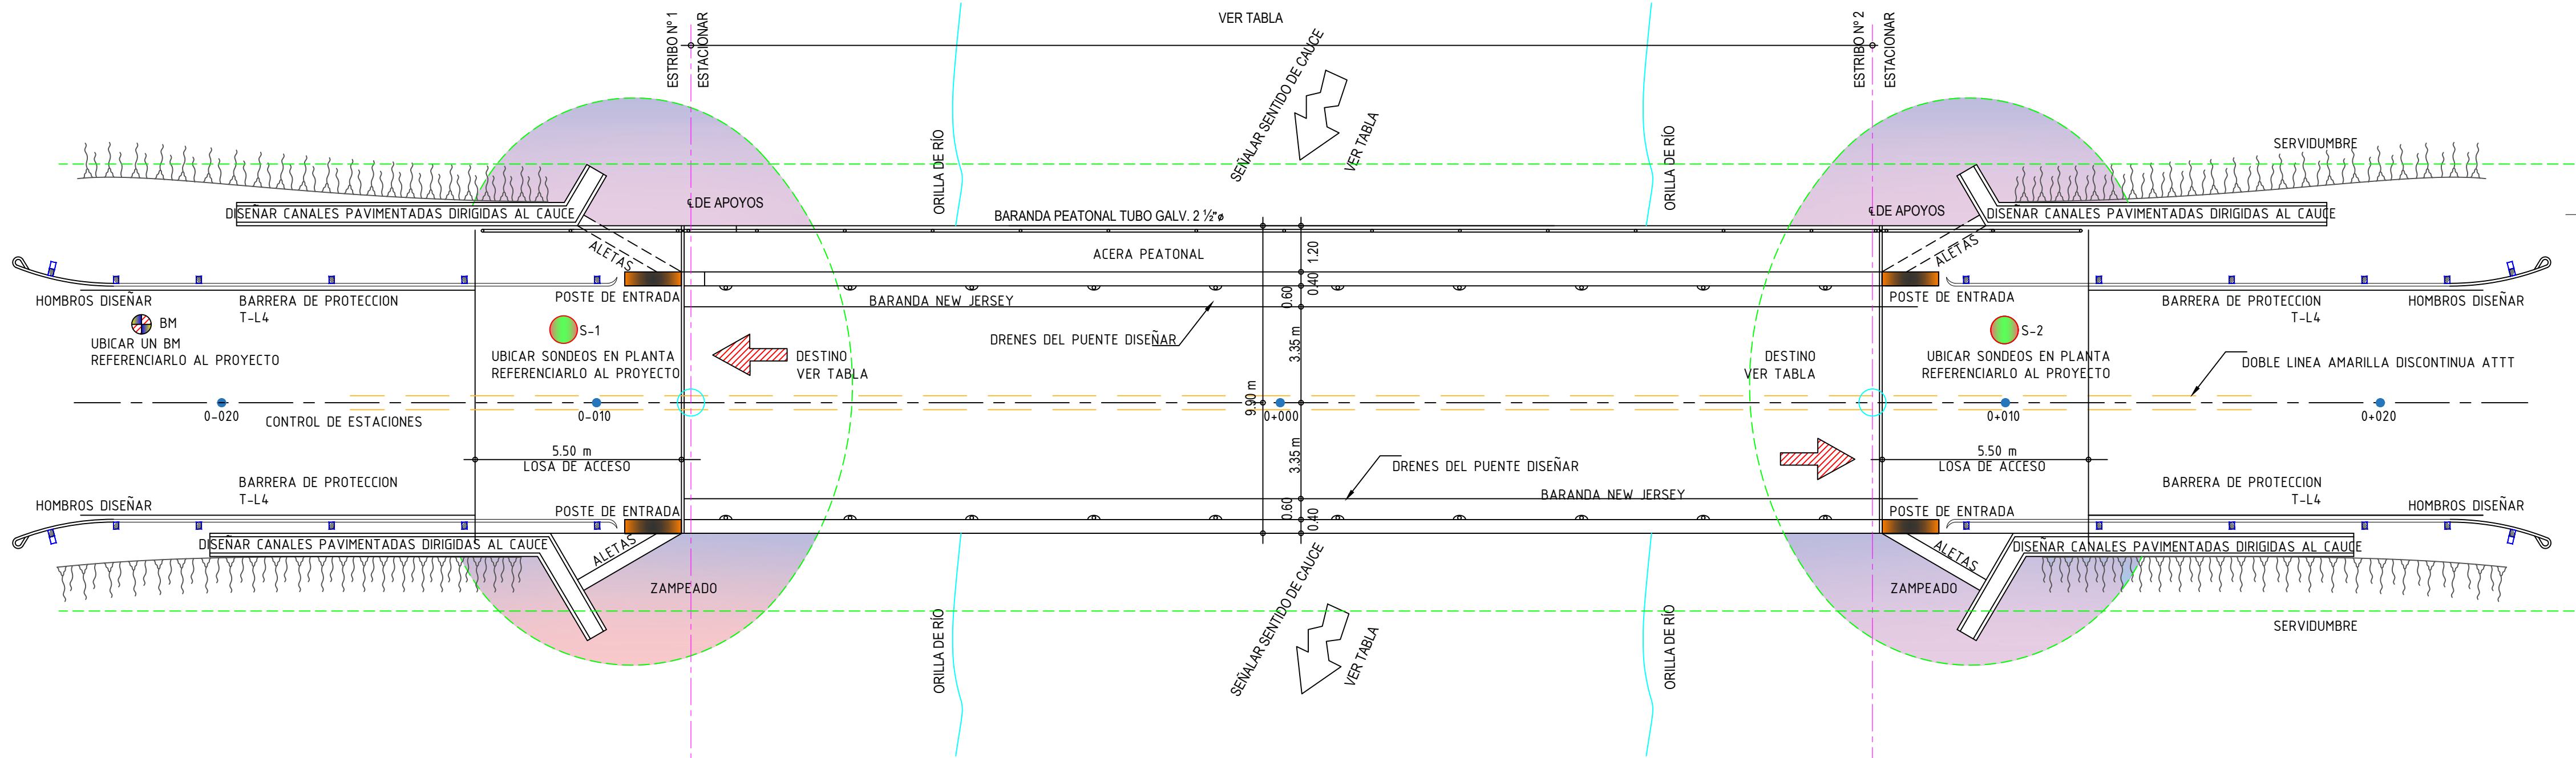 ESTRIBO Nº 1
ESTACIONAR
VER TABLA
ESTRIBO Nº 2
ESTACIONAR
SEÑALAR SENTIDO DE CAUCE
VER TABLA
ORILLA DE RÍO
ORILLA DE RÍO
SERVIDUMBRE
℄ DE APOYOS
℄ DE APOYOS
DISEÑAR CANALES PAVIMENTADAS DIRIGIDAS AL CAUCE
BARANDA PEATONAL TUBO GALV. 2 ½"ø
DISEÑAR CANALES PAVIMENTADAS DIRIGIDAS AL CAUCE
ALETAS
ACERA PEATONAL
1.20
ALETAS
HOMBROS DISEÑAR
BARRERA DE PROTECCION
T-L4
POSTE DE ENTRADA
BARANDA NEW JERSEY
0.60
0.40
POSTE DE ENTRADA
BARRERA DE PROTECCION
T-L4
HOMBROS DISEÑAR
BM
UBICAR UN BM
REFERENCIARLO AL PROYECTO
S-1
UBICAR SONDEOS EN PLANTA
REFERENCIARLO AL PROYECTO
DESTINO
VER TABLA
DRENES DEL PUENTE DISEÑAR
3.35 m
DESTINO
VER TABLA
S-2
UBICAR SONDEOS EN PLANTA
REFERENCIARLO AL PROYECTO
DOBLE LINEA AMARILLA DISCONTINUA ATTT
9.90 m
0-020
CONTROL DE ESTACIONES
0-010
0+000
0+010
0+020
5.50 m
LOSA DE ACCESO
3.35 m
DRENES DEL PUENTE DISEÑAR
5.50 m
LOSA DE ACCESO
BARRERA DE PROTECCION
T-L4
HOMBROS DISEÑAR
POSTE DE ENTRADA
BARANDA NEW JERSEY
0.60
0.40
POSTE DE ENTRADA
BARRERA DE PROTECCION
T-L4
HOMBROS DISEÑAR
DISEÑAR CANALES PAVIMENTADAS DIRIGIDAS AL CAUCE
ALETAS
ALETAS
DISEÑAR CANALES PAVIMENTADAS DIRIGIDAS AL CAUCE
ZAMPEADO
ZAMPEADO
ORILLA DE RÍO
SEÑALAR SENTIDO DE CAUCE
VER TABLA
ORILLA DE RÍO
SERVIDUMBRE